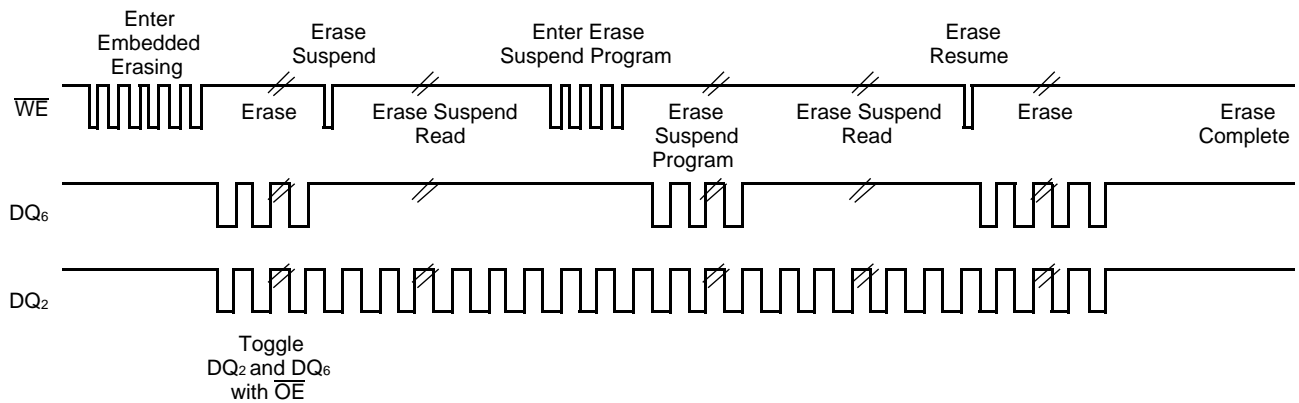 Enter
Embedded
Erasing
Erase
Suspend
Enter Erase
Suspend Program
Erase
Resume
WE
Erase
Erase Suspend
Read
Erase
Suspend
Program
Erase Suspend
Read
Erase
Erase
Complete
DQ6
DQ2
Toggle
DQ2 and DQ6
with OE